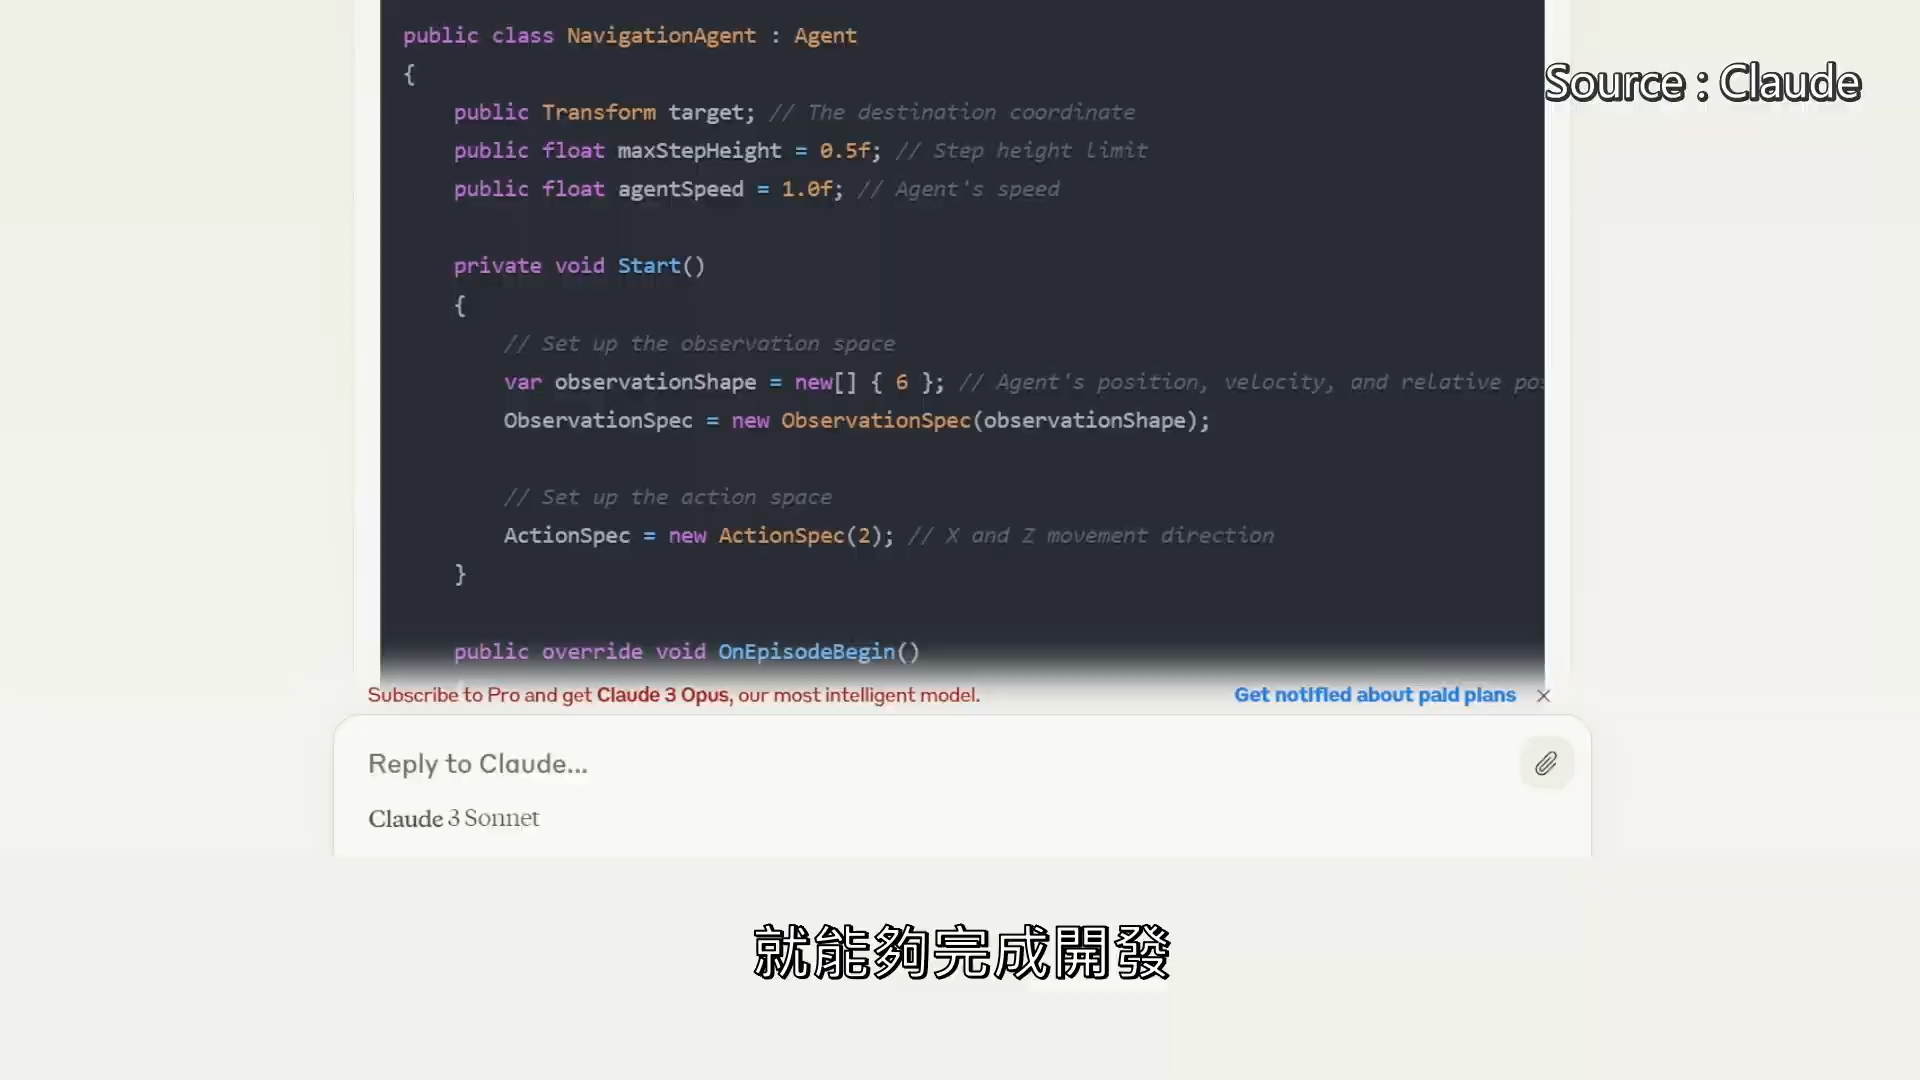 public class NavigationAgent : Agent
{
Source : Claude
public Transform target; // The destination coordinate
public float maxStepHeight = 0.5f; // Step height limit
public float agentSpeed = 1.0f; // Agent's speed
private void Start()
{
// Set up the observation space
var observationShape = new[] { 6 }; // Agent's position, velocity, and relative pos
ObservationSpec = new ObservationSpec(observationShape);
// Set up the action space
ActionSpec = new ActionSpec(2); // X and Z movement direction
}
public override void OnEpisodeBegin()
Subscribe to Pro and get Claude 3 Opus, our most intelligent model.
Get notified about paid plans
Reply to Claude...
Claude 3 Sonnet
就能夠完成開發